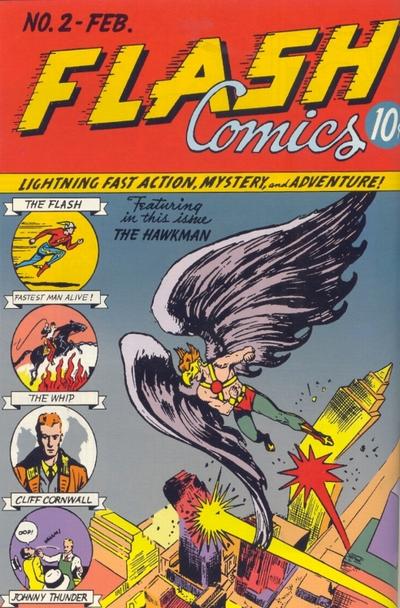 NO. 2 - FEB.
FLASH
Comics
10¢
LIGHTNING FAST ACTION, MYSTERY, and ADVENTURE!
THE FLASH
Featuring
in this issue
THE HAWKMAN
FASTEST MAN ALIVE!
THE WHIP
CLIFF CORNWALL
OOP!
JOHNNY THUNDER